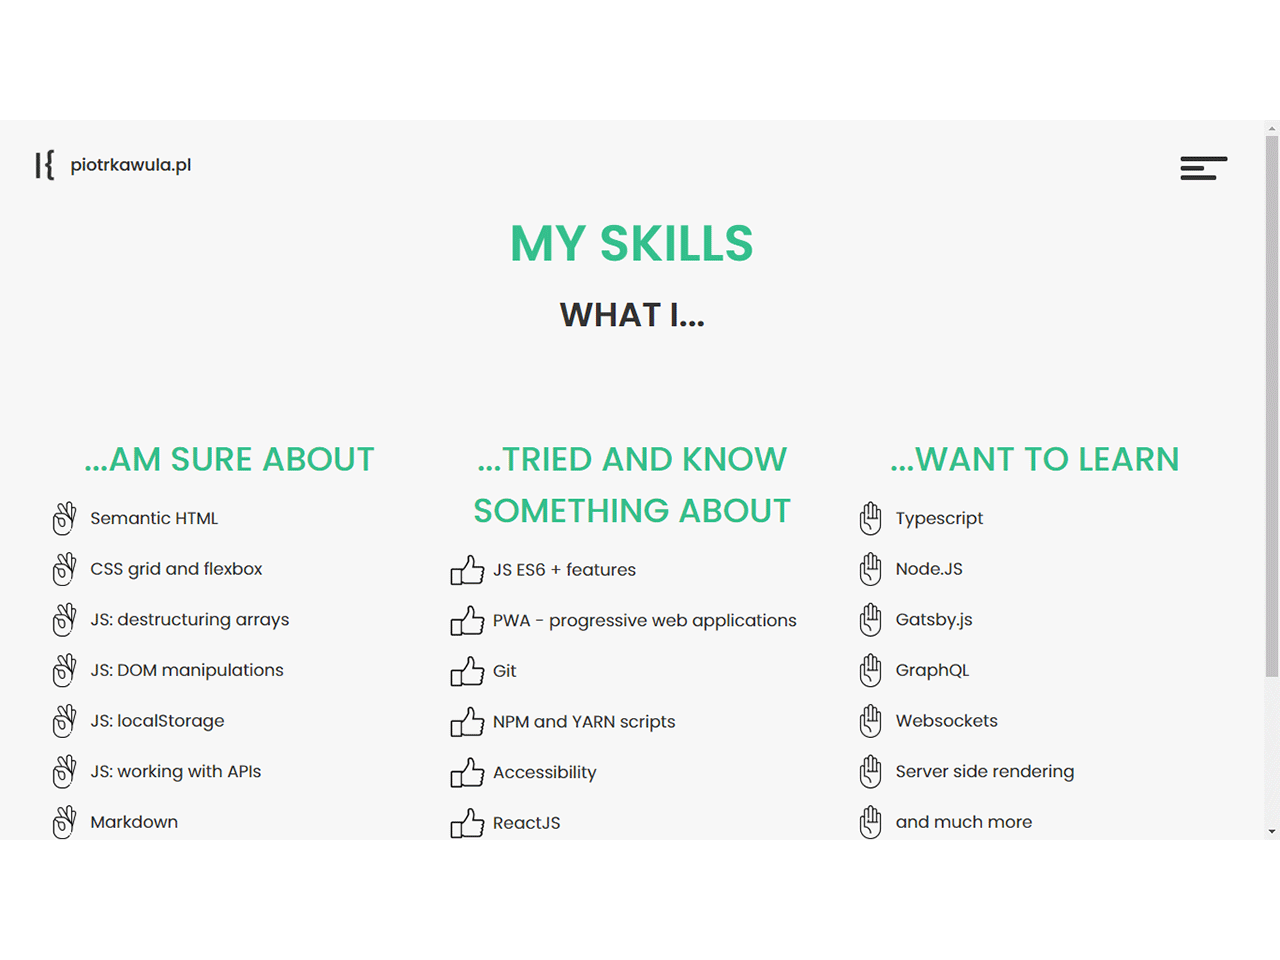 piotrkawula.pl
MY SKILLS
WHAT I...
...AM SURE ABOUT
Semantic HTML
CSS grid and flexbox
JS: destructuring arrays
JS: DOM manipulations
JS: localStorage
JS: working with APIs
Markdown
...TRIED AND KNOW
SOMETHING ABOUT
JS ES6 + features
PWA - progressive web applications
Git
NPM and YARN scripts
Accessibility
ReactJS
...WANT TO LEARN
Typescript
Node.JS
Gatsby.js
GraphQL
Websockets
Server side rendering
and much more